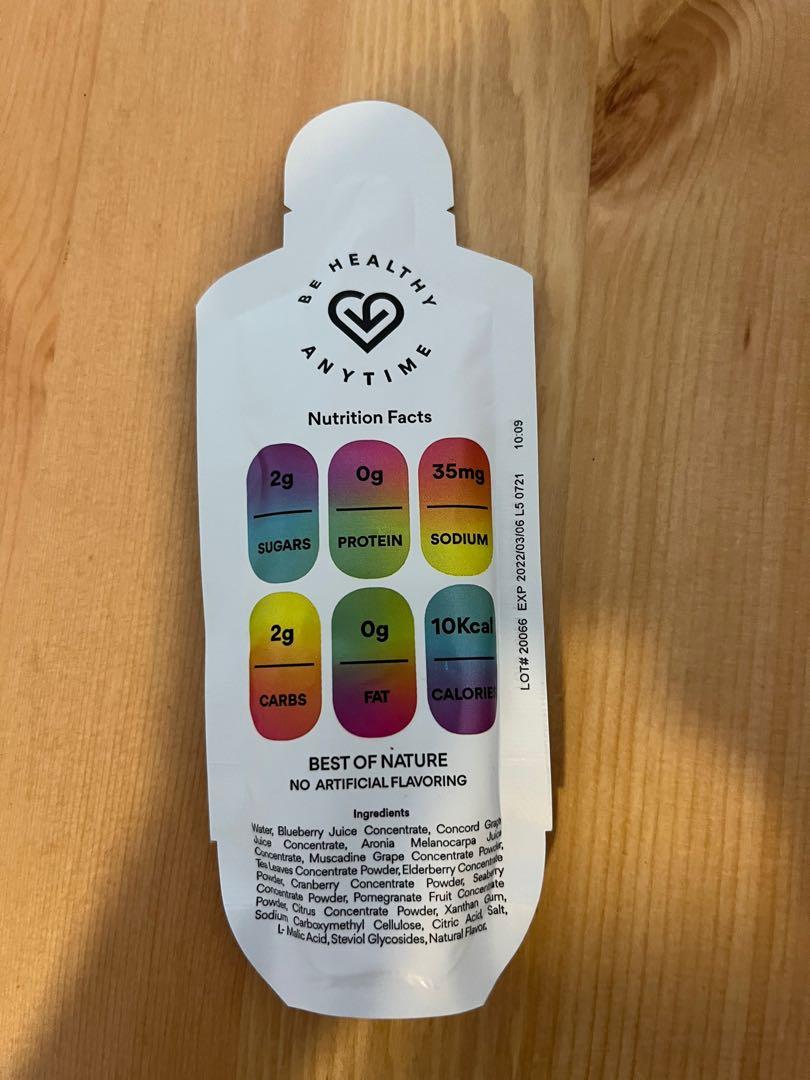 BE HEALTHY
ANYTIME
Nutrition Facts
2g
SUGARS
0g
PROTEIN
35mg
SODIUM
2g
CARBS
0g
FAT
10Kcal
CALORIES
BEST OF NATURE
NO ARTIFICIAL FLAVORING
Ingredients
Water, Blueberry Juice Concentrate, Concord Grape
Juice Concentrate, Aronia Melanocarpa Juice
Concentrate, Muscadine Grape Concentrate Powder,
Tea Leaves Concentrate Powder, Elderberry Concentrate
Powder, Cranberry Concentrate Powder, Seaberry
Concentrate Powder, Pomegranate Fruit Concentrate
Powder, Citrus Concentrate Powder, Xanthan Gum,
Sodium Carboxymethyl Cellulose, Citric Acid, Salt,
L- Malic Acid, Steviol Glycosides, Natural Flavor.
LOT# 20066 EXP 2022/03/06 L5 0721 10:09